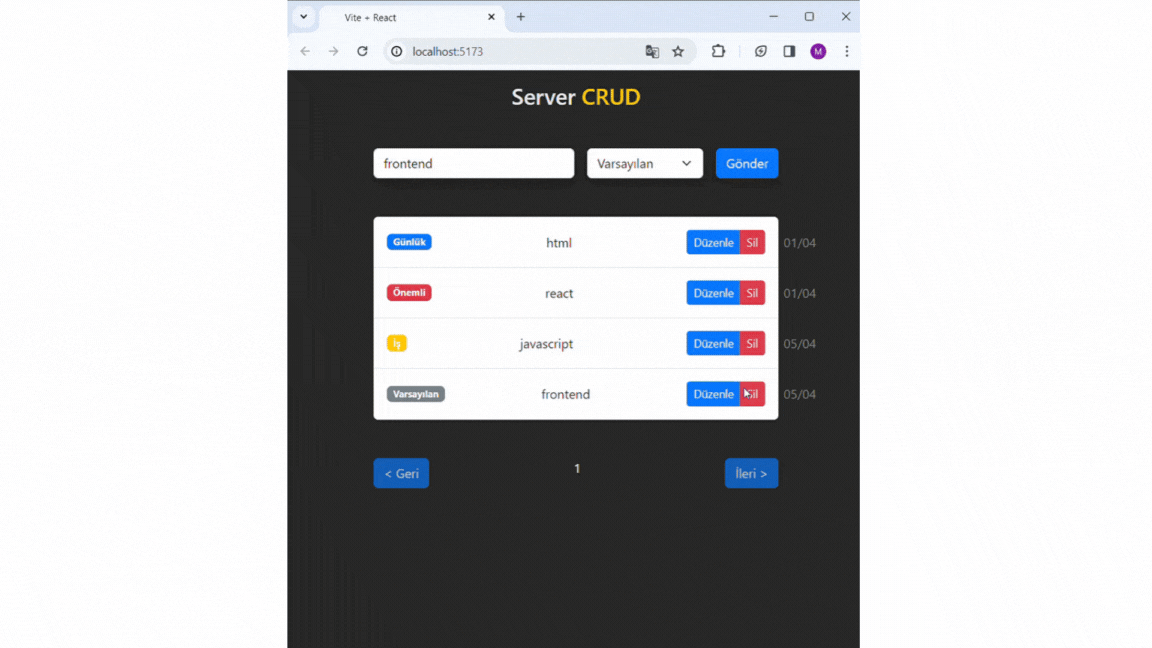 Vite + React
localhost:5173
M
Server CRUD
frontend
Varsayılan
Gönder
Günlük html Düzenle Sil 01/04
Önemli react Düzenle Sil 01/04
İş javascript Düzenle Sil 05/04
Varsayılan frontend Düzenle Sil 05/04
< Geri 1 İleri >